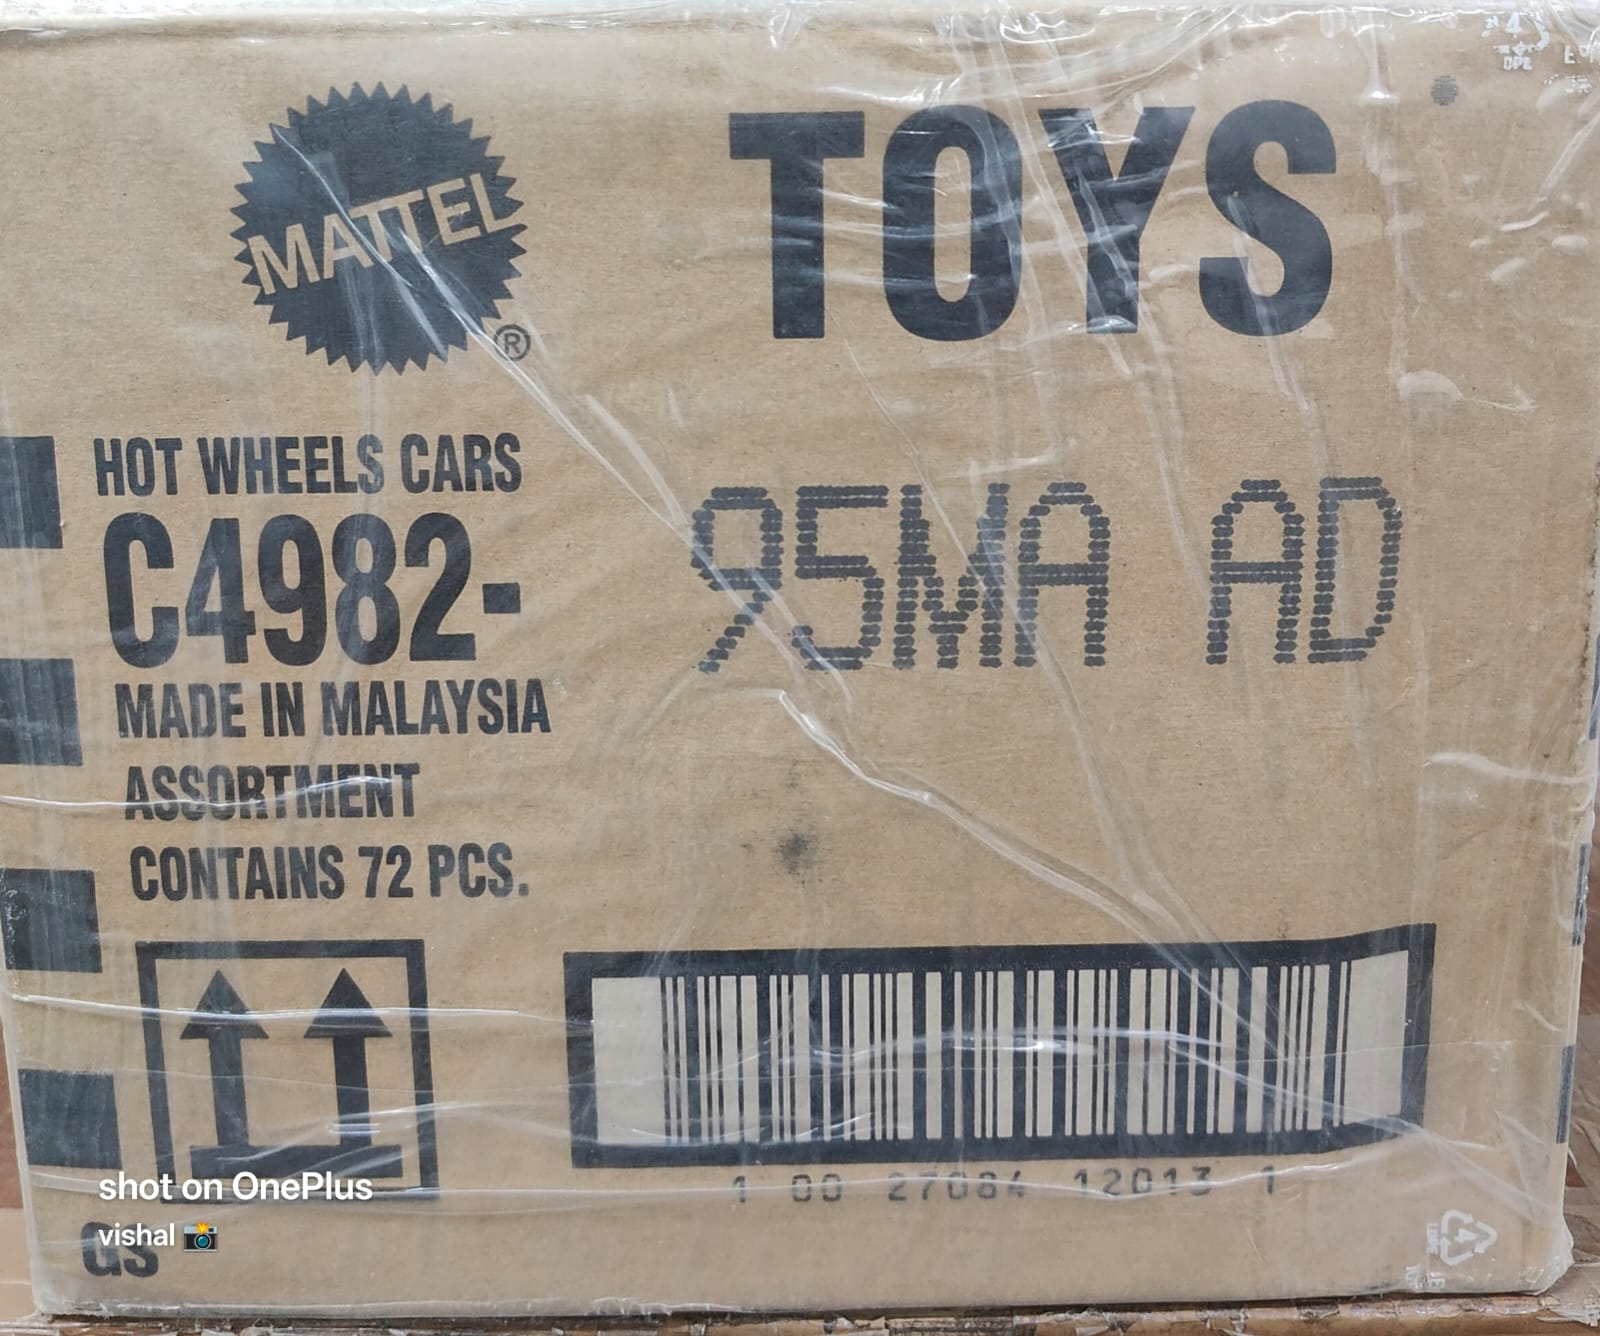 MATTEL
®
TOYS
HOT WHEELS CARS
C4982-
95MA AD
MADE IN MALAYSIA
ASSORTMENT
CONTAINS 72 PCS.
1 00 27084 12013 1
shot on OnePlus
vishal
GS